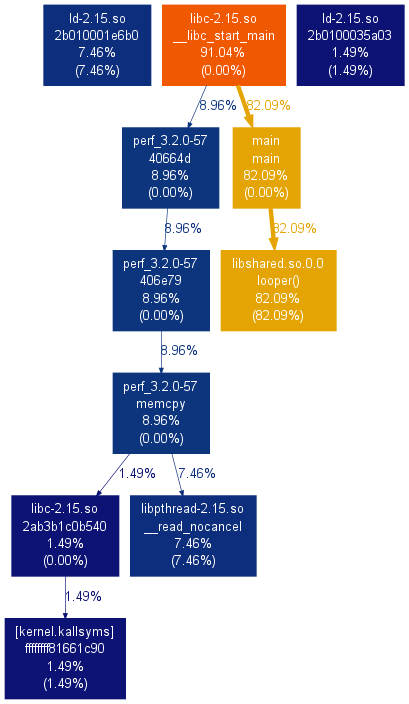 ld-2.15.so
2b010001e6b0
7.46%
(7.46%)
libc-2.15.so
__libc_start_main
91.04%
(0.00%)
ld-2.15.so
2b0100035a03
1.49%
(1.49%)
8.96%
82.09%
perf_3.2.0-57
40664d
8.96%
(0.00%)
main
main
82.09%
(0.00%)
8.96%
82.09%
perf_3.2.0-57
406e79
8.96%
(0.00%)
libshared.so.0.0
looper()
82.09%
(82.09%)
8.96%
perf_3.2.0-57
memcpy
8.96%
(0.00%)
1.49%
7.46%
libc-2.15.so
2ab3b1c0b540
1.49%
(0.00%)
libpthread-2.15.so
__read_nocancel
7.46%
(7.46%)
1.49%
[kernel.kallsyms]
ffffffff81661c90
1.49%
(1.49%)